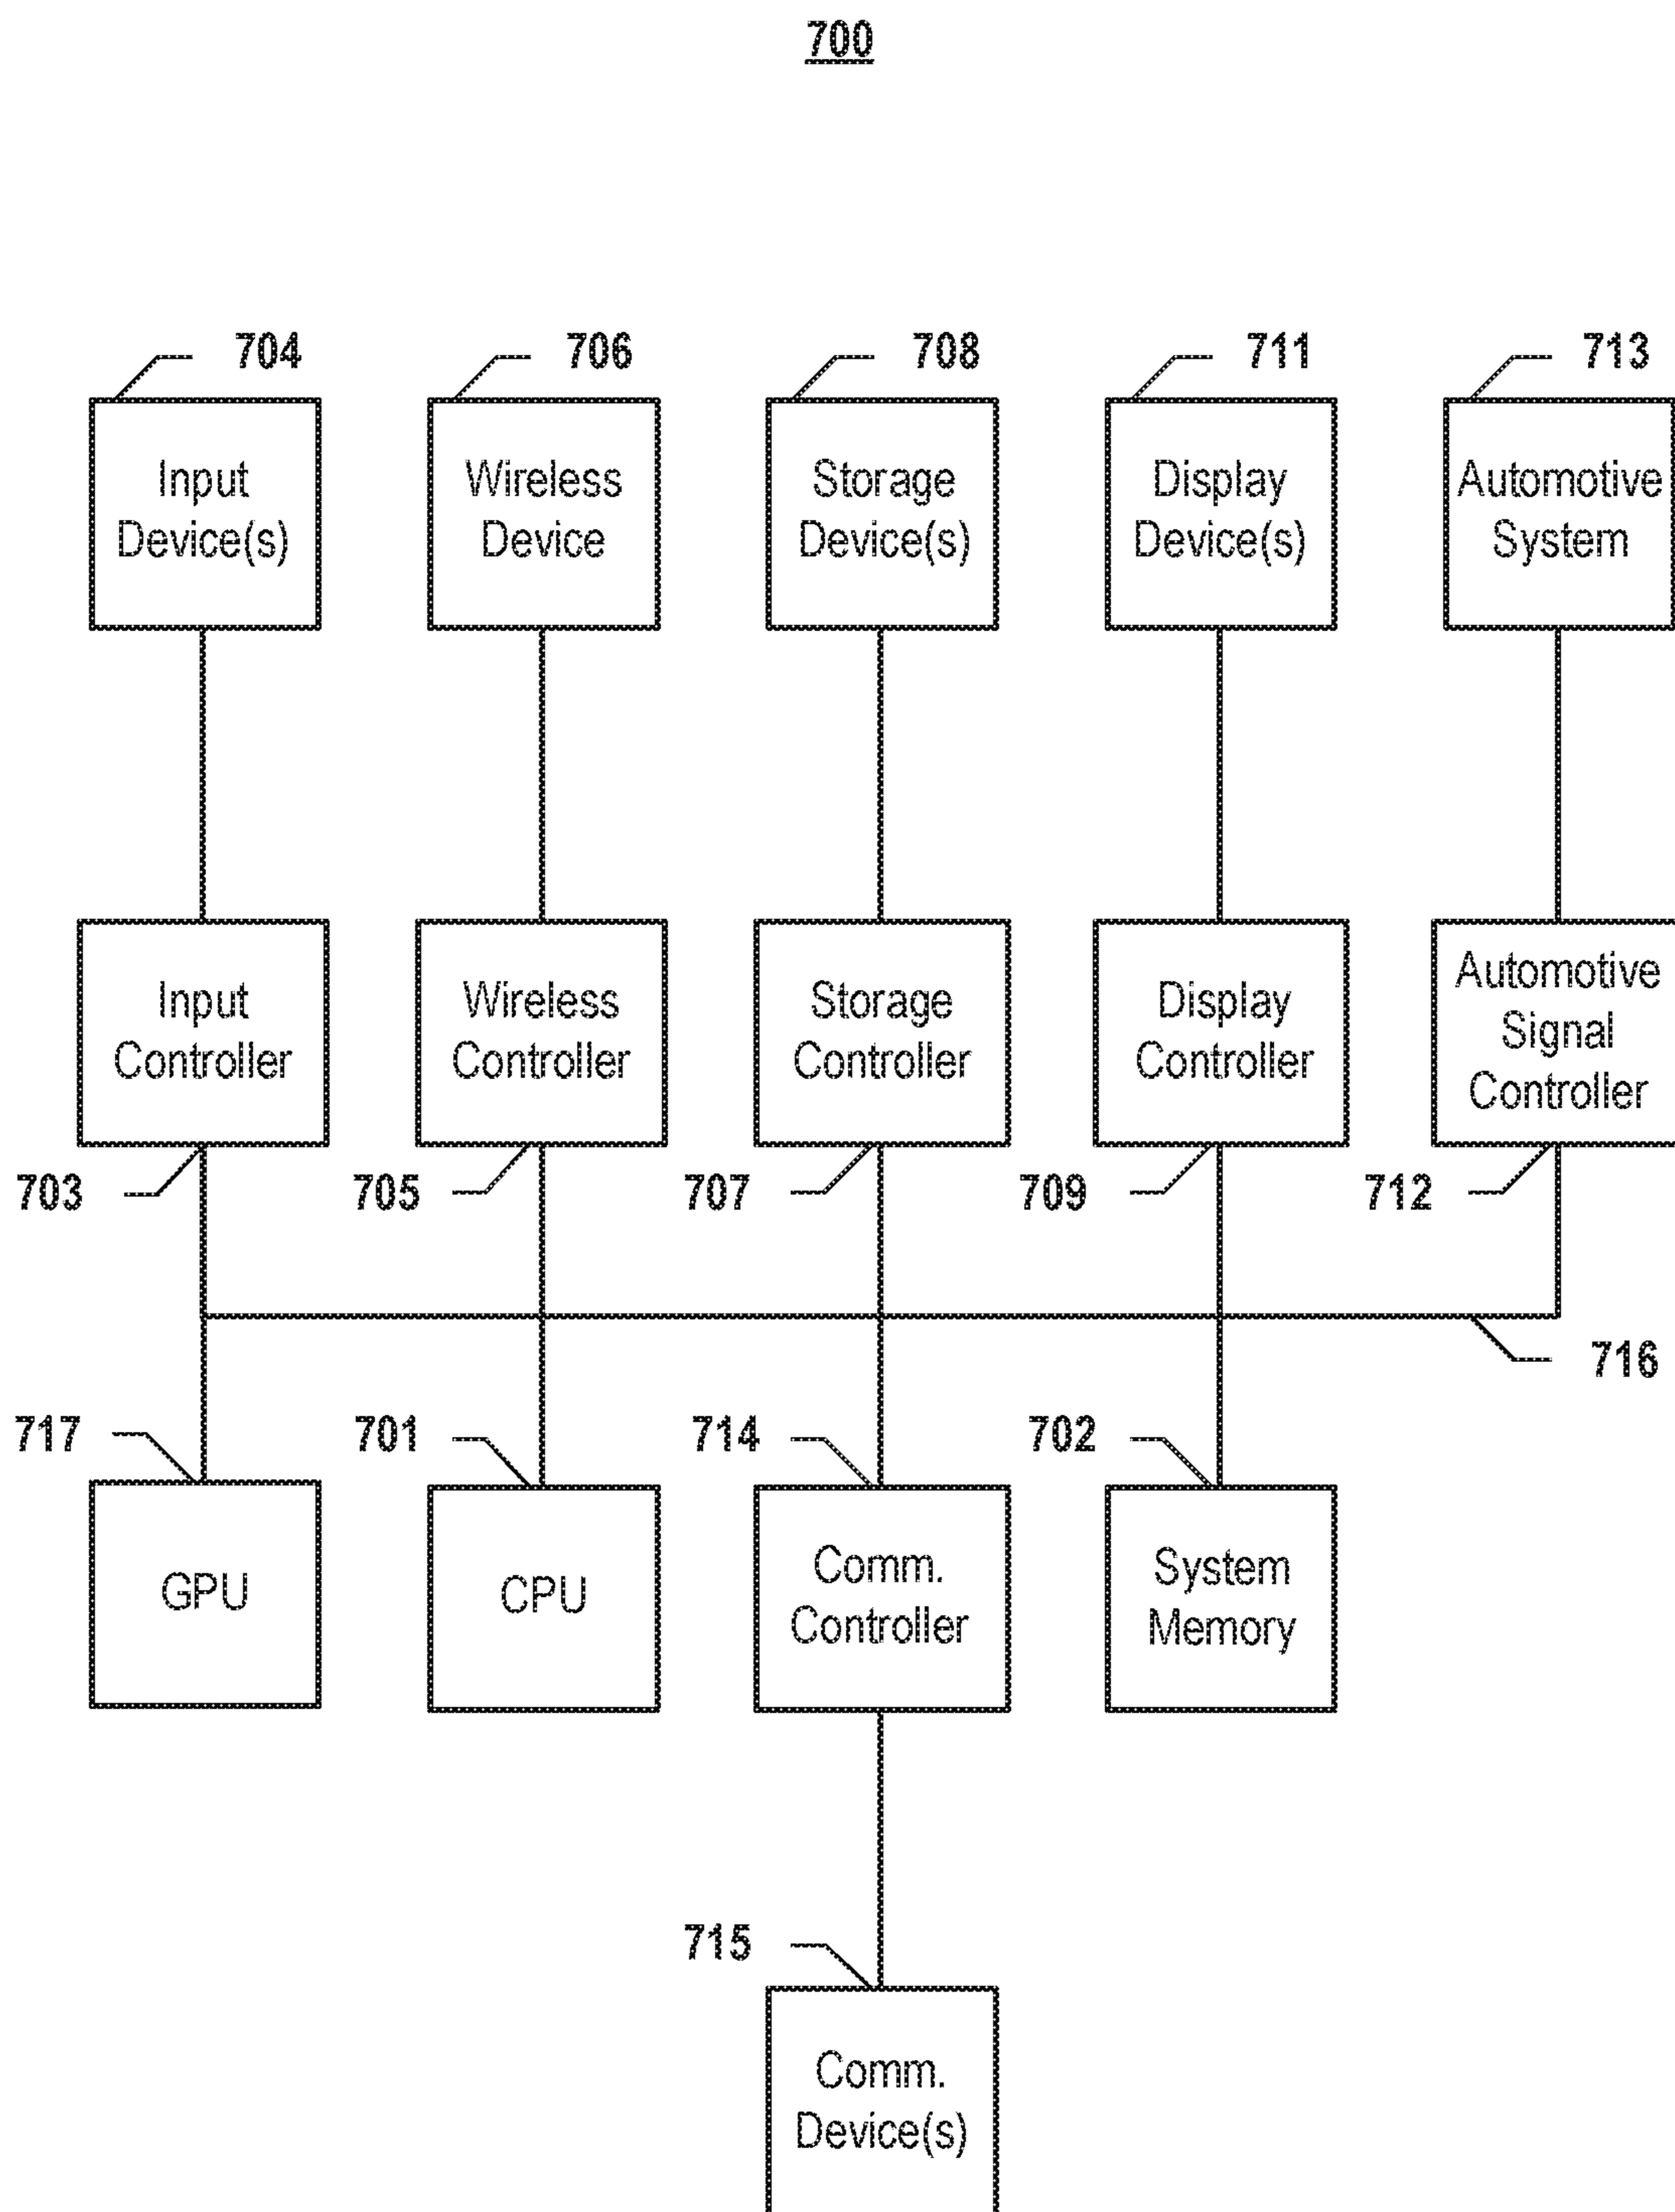 700
704
706
708
711
713
Input
Device(s)
Wireless
Device
Storage
Device(s)
Display
Device(s)
Automotive
System
Input
Controller
Wireless
Controller
Storage
Controller
Display
Controller
Automotive
Signal
Controller
703
705
707
709
712
716
717
701
714
702
GPU
CPU
Comm.
Controller
System
Memory
715
Comm.
Device(s)